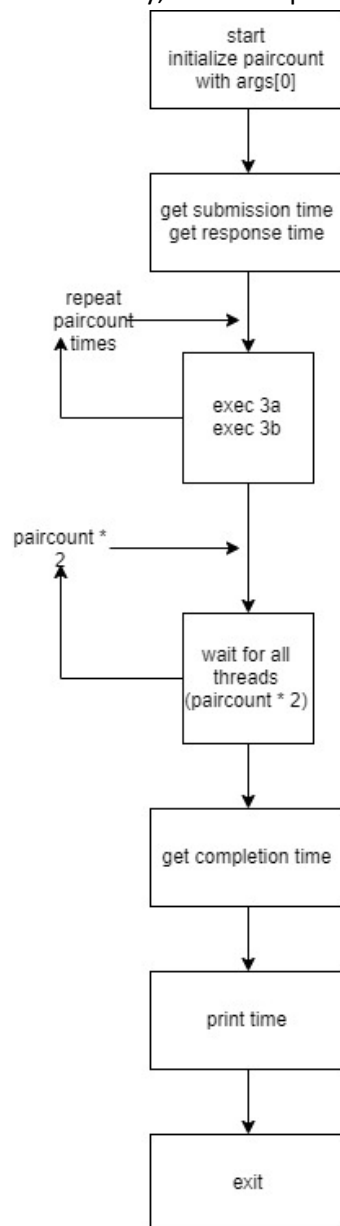 start
initialize paircount
with args[0]
get submission time
get response time
repeat
paircount
times
exec 3a
exec 3b
paircount *
2
wait for all
threads
(paircount * 2)
get completion time
print time
exit